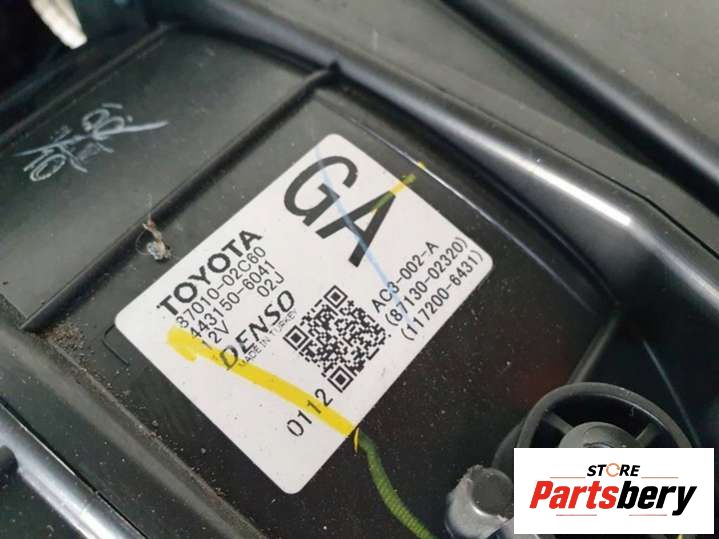 GA
TOYOTA
87010-02C60
443150-6041
12V 02J
DENSO
MADE IN TURKEY
0112
AC3-002-A
(87130-02320)
(117200-6431)
STORE
Partsbery